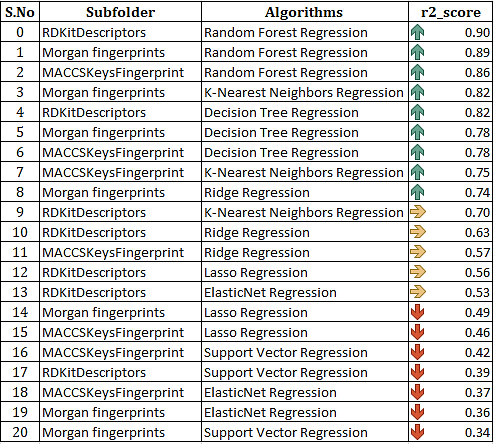 S.No Subfolder Algorithms r2_score
0 RDKitDescriptors Random Forest Regression 0.90
1 Morgan fingerprints Random Forest Regression 0.89
2 MACCSKeysFingerprint Random Forest Regression 0.86
3 Morgan fingerprints K-Nearest Neighbors Regression 0.82
4 RDKitDescriptors Decision Tree Regression 0.82
5 Morgan fingerprints Decision Tree Regression 0.78
6 MACCSKeysFingerprint Decision Tree Regression 0.78
7 MACCSKeysFingerprint K-Nearest Neighbors Regression 0.75
8 Morgan fingerprints Ridge Regression 0.74
9 RDKitDescriptors K-Nearest Neighbors Regression 0.70
10 RDKitDescriptors Ridge Regression 0.63
11 MACCSKeysFingerprint Ridge Regression 0.57
12 RDKitDescriptors Lasso Regression 0.56
13 RDKitDescriptors ElasticNet Regression 0.53
14 Morgan fingerprints Lasso Regression 0.49
15 MACCSKeysFingerprint Lasso Regression 0.46
16 MACCSKeysFingerprint Support Vector Regression 0.42
17 RDKitDescriptors Support Vector Regression 0.39
18 MACCSKeysFingerprint ElasticNet Regression 0.37
19 Morgan fingerprints ElasticNet Regression 0.36
20 Morgan fingerprints Support Vector Regression 0.34